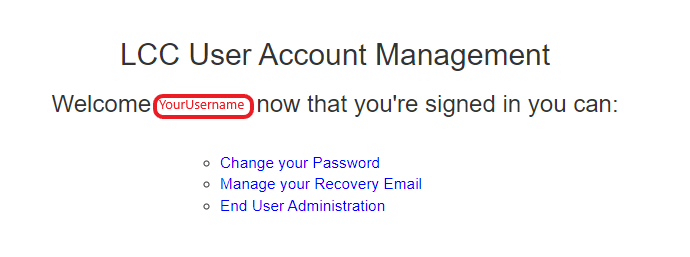 LCC User Account Management
Welcome YourUsername now that you're signed in you can:
Change your Password
Manage your Recovery Email
End User Administration